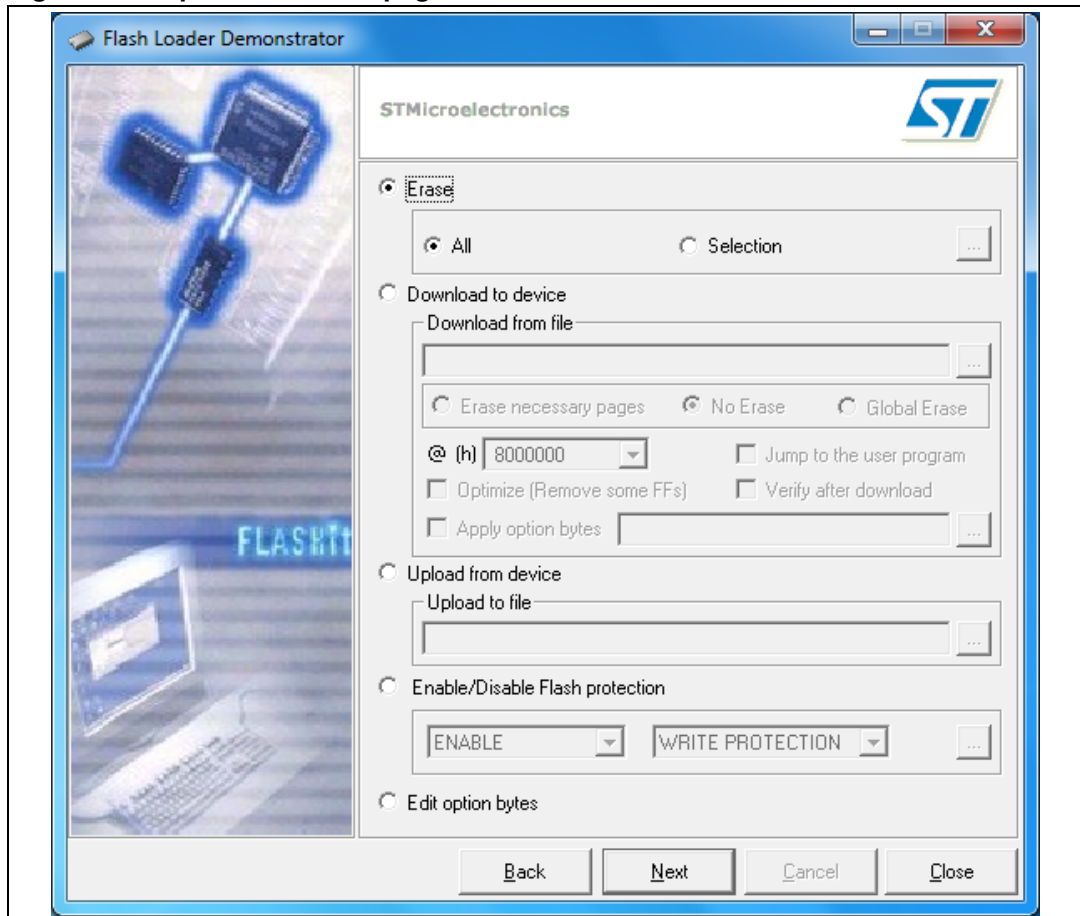 Flash Loader Demonstrator
STMicroelectronics
ST
Erase
All Selection ...
Download to device
Download from file
...
Erase necessary pages No Erase Global Erase
@ (h) 8000000 Jump to the user program
Optimize (Remove some FFs) Verify after download
Apply option bytes ...
FLASHit
Upload from device
Upload to file
...
Enable/Disable Flash protection
ENABLE WRITE PROTECTION ...
Edit option bytes
Back Next Cancel Close